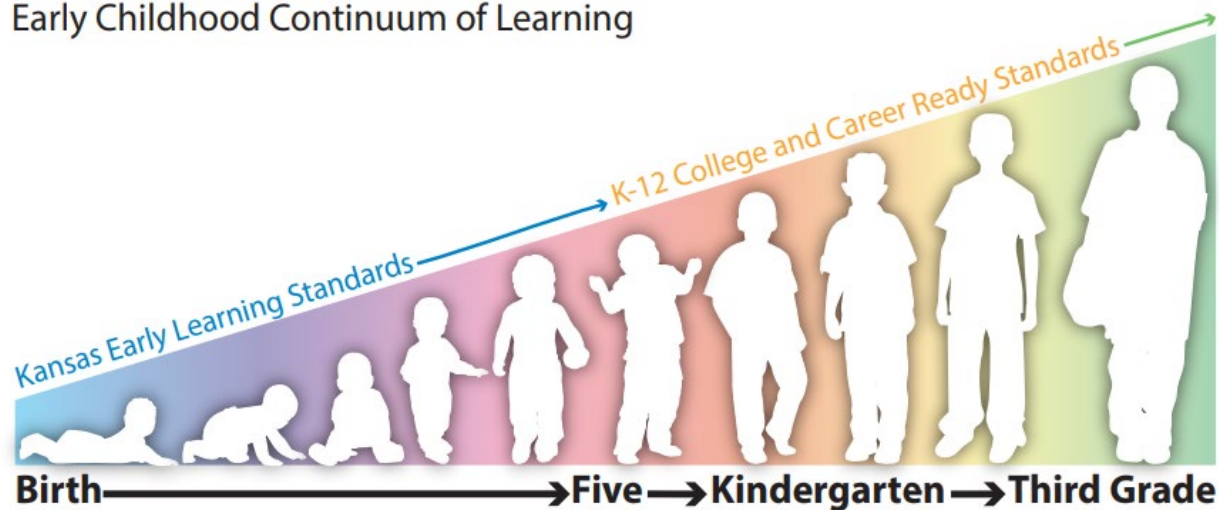 Early Childhood Continuum of Learning
Kansas Early Learning Standards
K-12 College and Career Ready Standards
Birth Five Kindergarten Third Grade